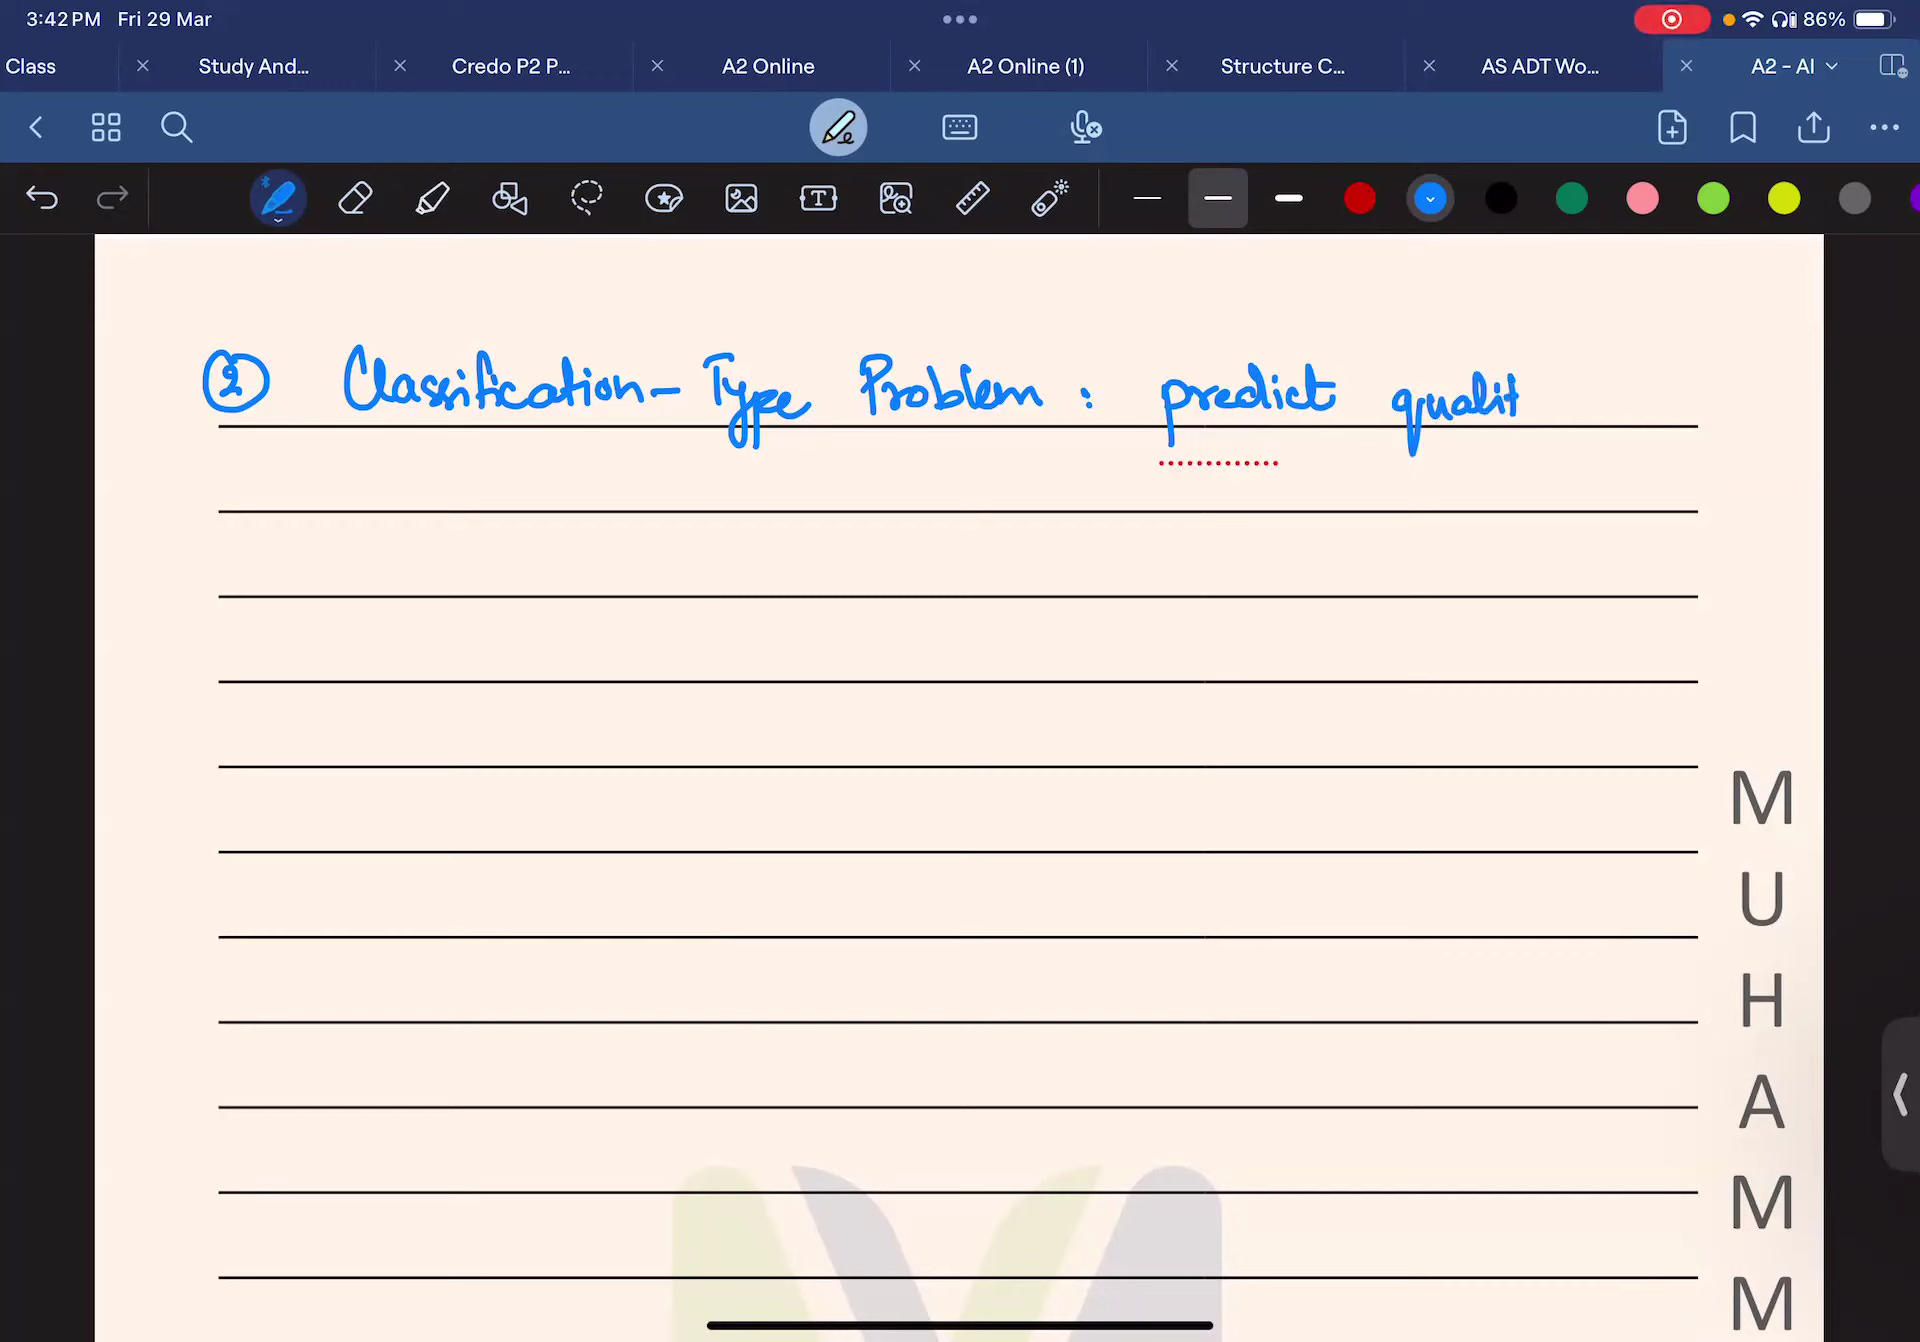 3:42 PM Fri 29 Mar
86%
Class
Study And...
Credo P2 P...
A2 Online
A2 Online (1)
Structure C...
AS ADT Wo...
A2 - AI
② Classification-Type Problem : predict qualit
M
U
H
A
M
M